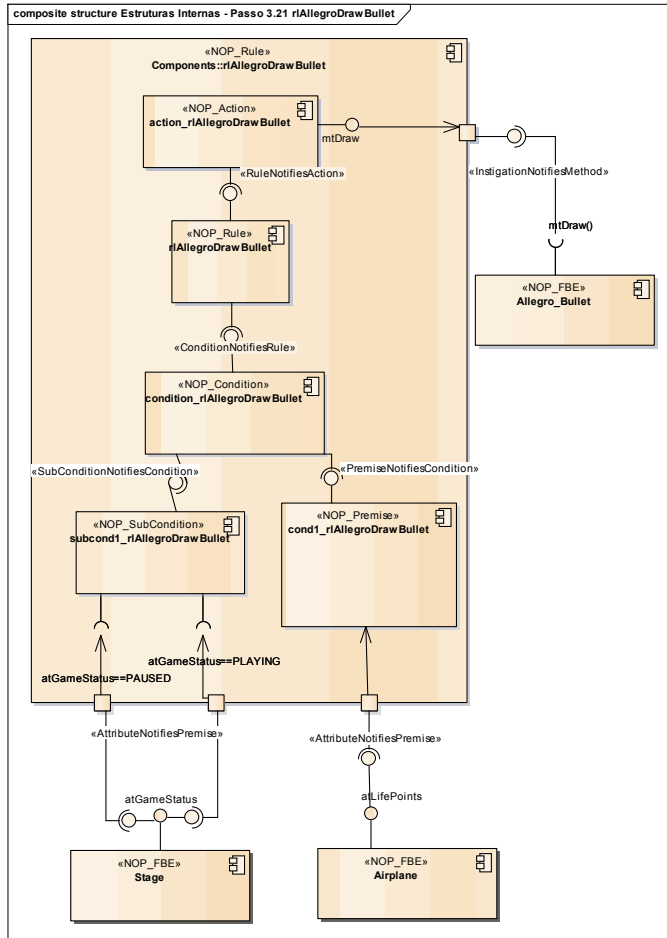 composite structure Estruturas Internas - Passo 3.21 rlAllegroDrawBullet
«NOP_Rule»
Components::rlAllegroDrawBullet
«NOP_Action»
action_rlAllegroDrawBullet
mtDraw
«RuleNotifiesAction»
«InstigationNotifiesMethod»
mtDraw()
«NOP_Rule»
rlAllegroDrawBullet
«NOP_FBE»
Allegro_Bullet
«ConditionNotifiesRule»
«NOP_Condition»
condition_rlAllegroDrawBullet
«SubConditionNotifiesCondition»
«PremiseNotifiesCondition»
«NOP_SubCondition»
subcond1_rlAllegroDrawBullet
«NOP_Premise»
cond1_rlAllegroDrawBullet
atGameStatus==PLAYING
atGameStatus==PAUSED
«AttributeNotifiesPremise»
«AttributeNotifiesPremise»
atGameStatus
atLifePoints
«NOP_FBE»
Stage
«NOP_FBE»
Airplane